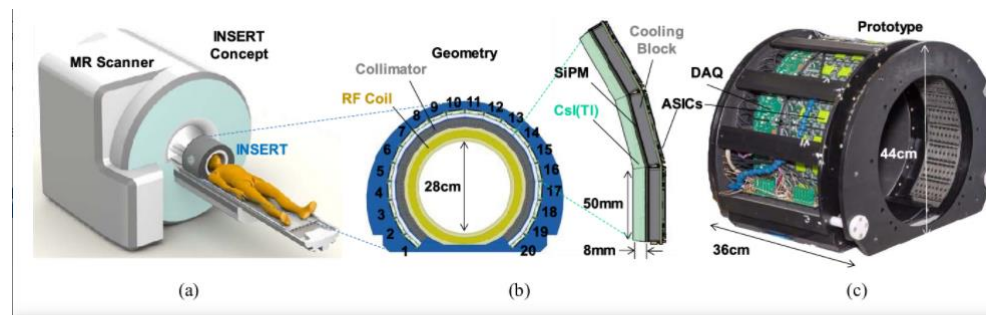 MR Scanner
INSERT
Concept
INSERT
Geometry
Collimator
RF Coil
28cm
1
2
3
4
5
6
7
8
9
10
11
12
13
14
15
16
17
18
19
20
Cooling
Block
SiPM
CsI(Tl)
ASICs
50mm
8mm
Prototype
DAQ
44cm
36cm
(a)
(b)
(c)